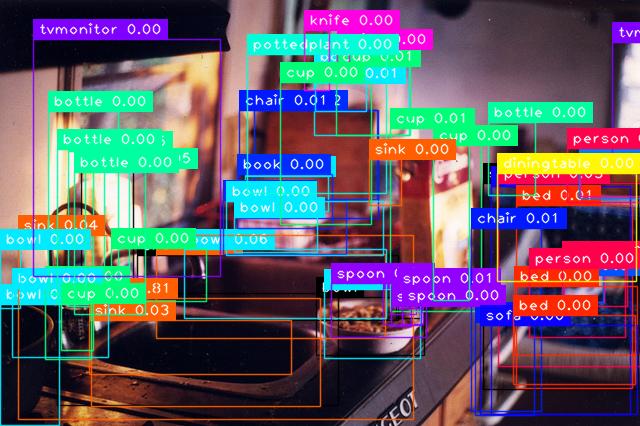 knife 0.00
tvmonitor 0.00
tvm
0.00
pottedplant 0.00
0.01
cup 0.00
0.01
bottle 0.00
chair 0.01
2
bottle 0.00
cup 0.01
cup 0.00
person
bottle 0.00
bottle 0.00
5
sink 0.00
diningtable 0.00
book 0.00
person 0.03
bowl 0.00
bed 0.01
bowl 0.00
chair 0.01
sink 0.04
bowl 0.00
cup 0.00
bowl 0.06
person 0.00
bowl 0.00
spoon
spoon 0.01
bed 0.00
0.00
bowl
cup 0.00
.81
spoon 0.00
bed 0.00
sink 0.03
sofa 0.00
GEOT